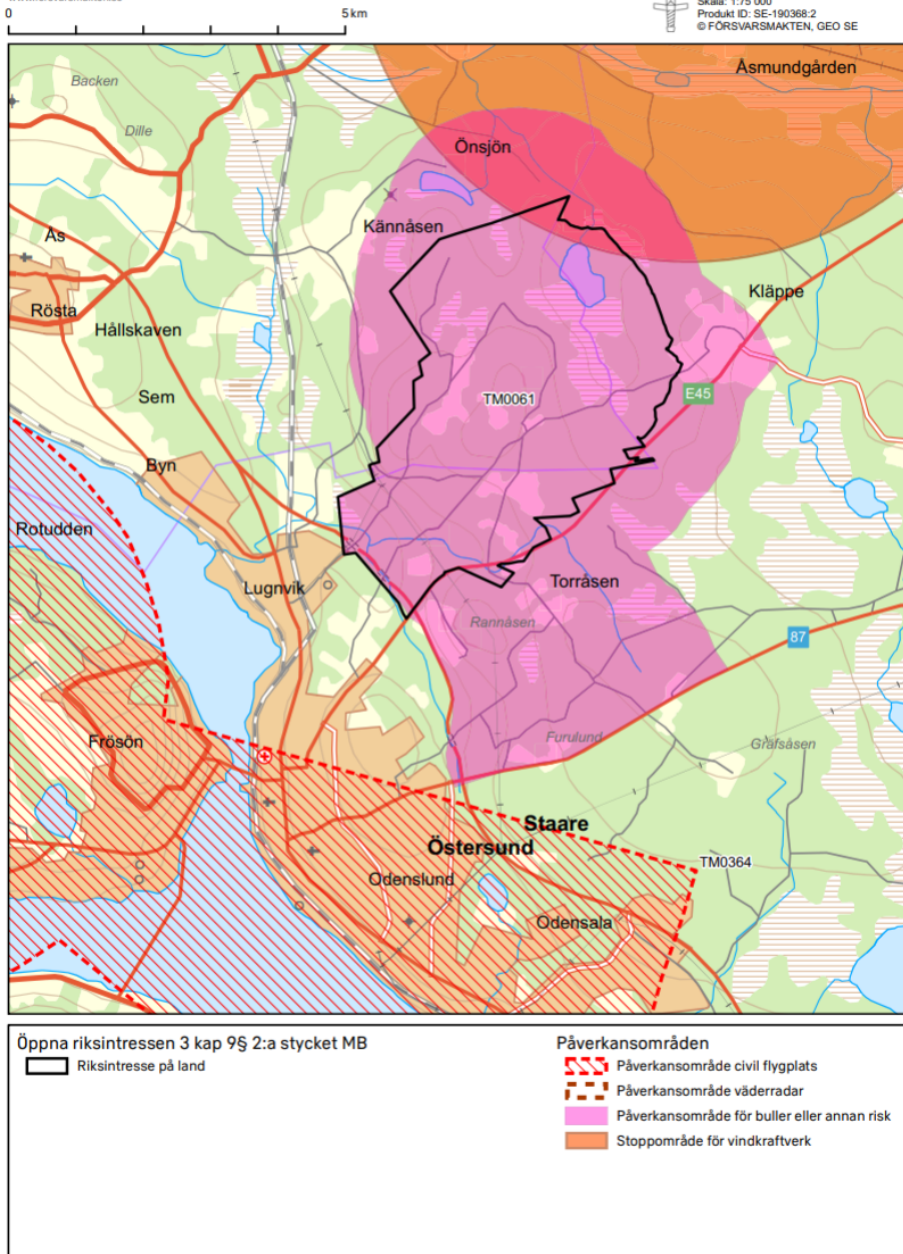 0
5 km
Skala: 1:75 000
Produkt ID: SE-190368:2
© FÖRSVARSMAKTEN, GEO SE
Åsmundgården
Backen
Dille
Önsjön
Kännåsen
Ås
Kläppe
Rösta
Hållskaven
Sem
TM0061
E45
Byn
Rotudden
Lugnvik
Torråsen
Rannåsen
87
Frösön
Furulund
Gräfsåsen
Staare
Östersund
TM0364
Odenslund
Odensala
Öppna riksintressen 3 kap 9§ 2:a stycket MB
Riksintresse på land
Påverkansområden
Påverkansområde civil flygplats
Påverkansområde väderradar
Påverkansområde för buller eller annan risk
Stoppområde för vindkraftverk